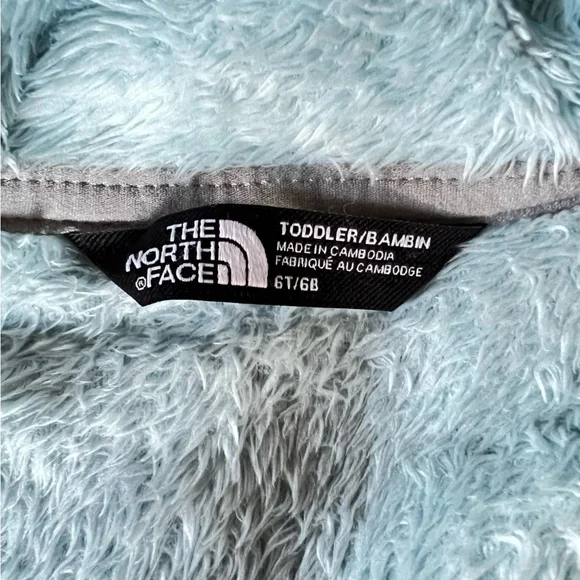 THE
NORTH
FACE®
TODDLER/BAMBIN
MADE IN CAMBODIA
FABRIQUÉ AU CAMBODGE
6T/6B